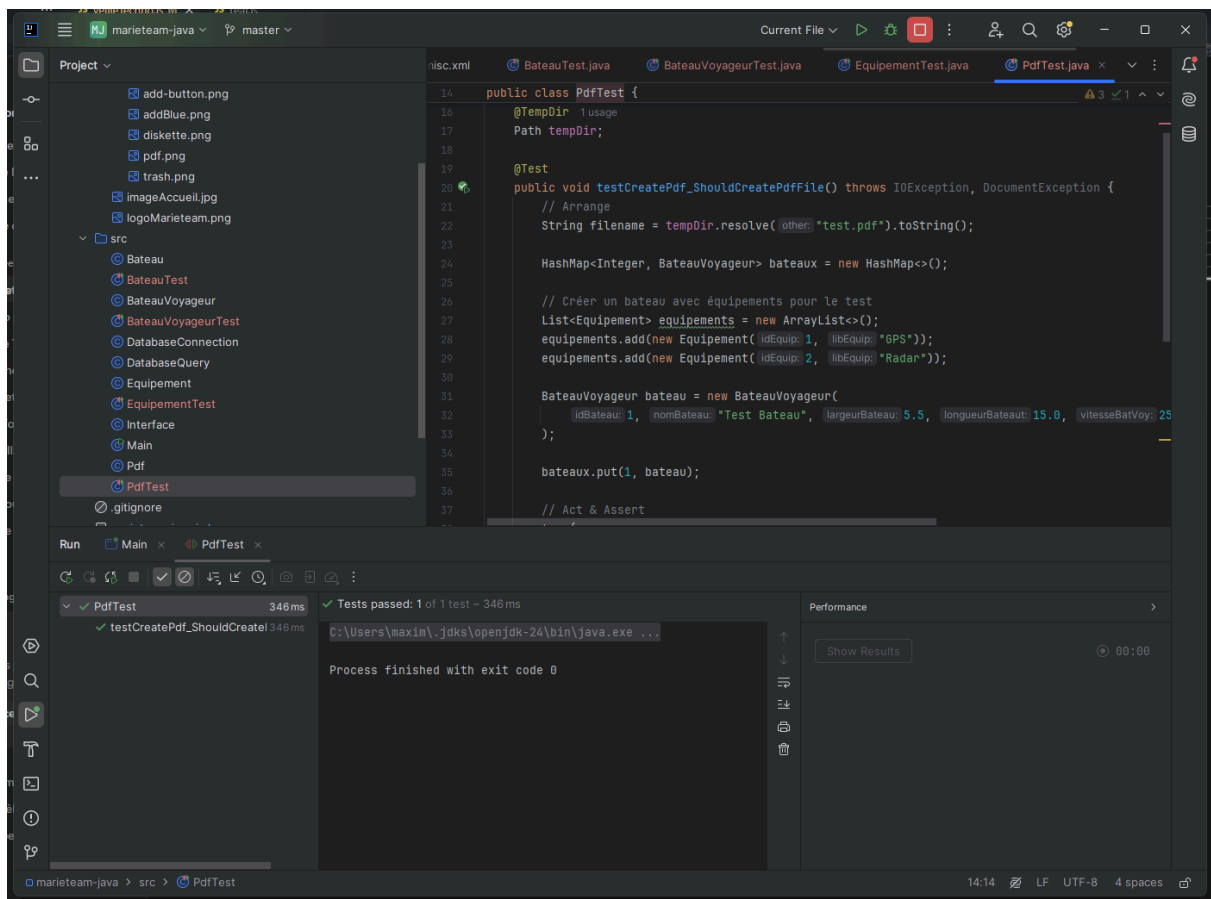 MJ marieteam-java master Current File
Project
isc.xml BateauTest.java BateauVoyageurTest.java EquipementTest.java PdfTest.java
add-button.png
addBlue.png
diskette.png
pdf.png
trash.png
imageAccueil.jpg
logoMarieteam.png
src
Bateau
BateauTest
BateauVoyageur
BateauVoyageurTest
DatabaseConnection
DatabaseQuery
Equipement
EquipementTest
Interface
Main
Pdf
PdfTest
.gitignore
3 1
14 public class PdfTest {
16 @TempDir 1 usage
17 Path tempDir;
18
19 @Test
20 public void testCreatePdf_ShouldCreatePdfFile() throws IOException, DocumentException {
21 // Arrange
22 String filename = tempDir.resolve( other: "test.pdf").toString();
23
24 HashMap<Integer, BateauVoyageur> bateaux = new HashMap<>();
25
26 // Créer un bateau avec équipements pour le test
27 List<Equipement> equipements = new ArrayList<>();
28 equipements.add(new Equipement( idEquip: 1, libEquip: "GPS"));
29 equipements.add(new Equipement( idEquip: 2, libEquip: "Radar"));
30
31 BateauVoyageur bateau = new BateauVoyageur(
32 idBateau: 1, nomBateau: "Test Bateau", largeurBateau: 5.5, longueurBateaut: 15.0, vitesseBatVoy: 25
33 );
34
35 bateaux.put(1, bateau);
36
37 // Act & Assert
Run Main PdfTest
PdfTest 346 ms
testCreatePdf_ShouldCreatel 346 ms
Tests passed: 1 of 1 test – 346 ms
C:\Users\maxim\.jdks\openjdk-24\bin\java.exe ...
Process finished with exit code 0
Performance
Show Results 00:00
marieteam-java > src > PdfTest 14:14 LF UTF-8 4 spaces